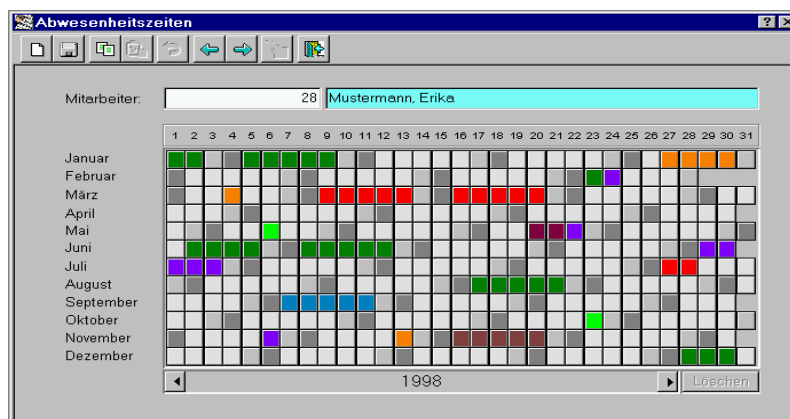 Abwesenheitszeiten
Mitarbeiter: 28 Mustermann, Erika
1 2 3 4 5 6 7 8 9 10 11 12 13 14 15 16 17 18 19 20 21 22 23 24 25 26 27 28 29 30 31
Januar
Februar
März
April
Mai
Juni
Juli
August
September
Oktober
November
Dezember
1998 Löschen